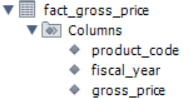 fact_gross_price
Columns
product_code
fiscal_year
gross_price